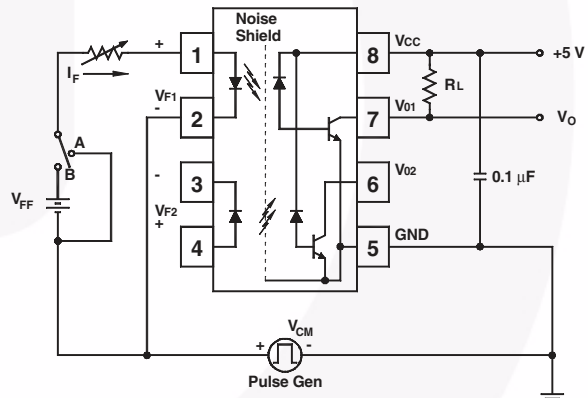 Noise
Shield
+
1
8
VCC
+5 V
IF
VF1
-
2
RL
7
V01
VO
A
B
-
3
6
V02
0.1 µF
VFF
VF2
+
4
5
GND
VCM
+
-
Pulse Gen